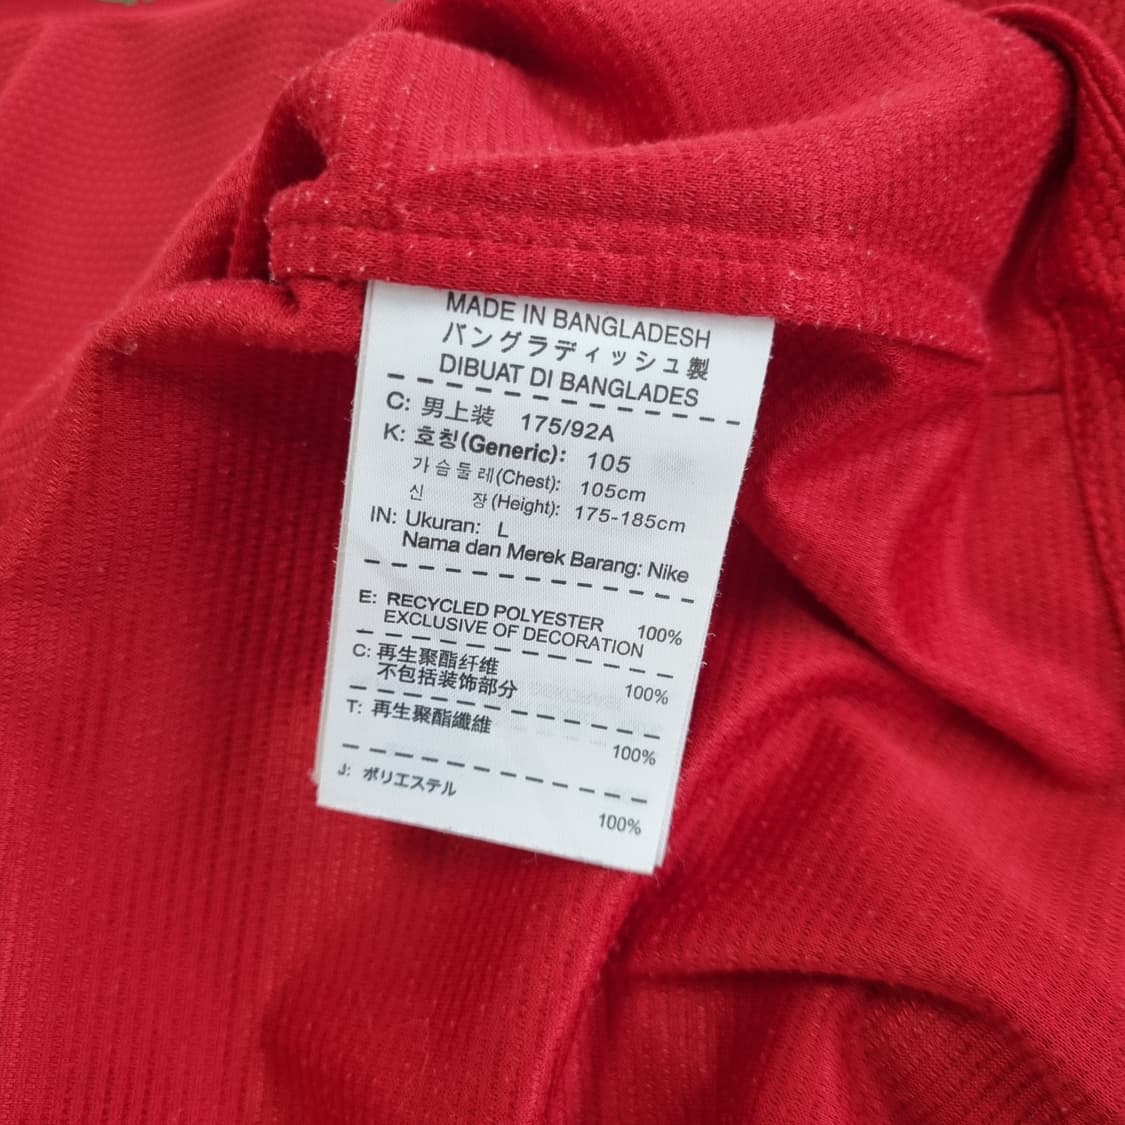 MADE IN BANGLADESH
バングラディッシュ製
DIBUAT DI BANGLADES
C: 男上装 175/92A
K: 호칭(Generic): 105
가슴둘레(Chest): 105cm
신 장(Height): 175-185cm
IN: Ukuran: L
Nama dan Merek Barang: Nike
E: RECYCLED POLYESTER 100%
EXCLUSIVE OF DECORATION
C: 再生聚酯纤维 100%
不包括装饰部分
T: 再生聚酯纖維 100%
J: ポリエステル 100%